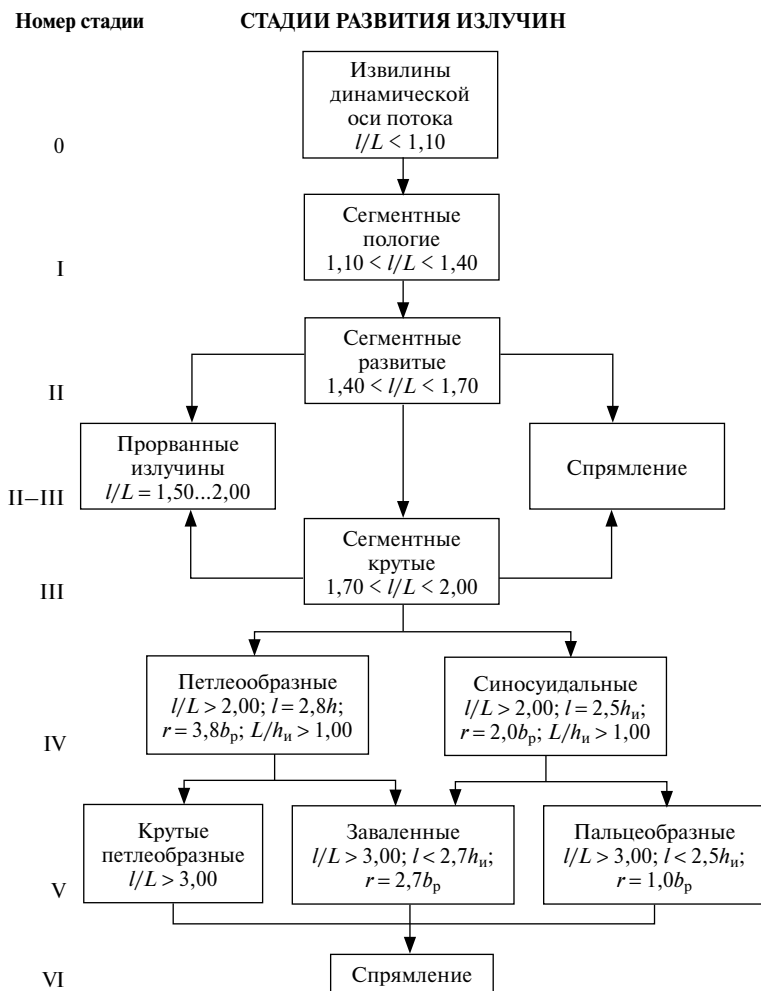 Номер стадии СТАДИИ РАЗВИТИЯ ИЗЛУЧИН
Извилины
динамической
оси потока
l/L < 1,10
0
Сегментные
пологие
1,10 < l/L < 1,40
I
Сегментные
развитые
1,40 < l/L < 1,70
II
Прорванные
излучины
l/L = 1,50...2,00
Спрямление
II–III
Сегментные
крутые
1,70 < l/L < 2,00
III
Петлеообразные
l/L > 2,00; l = 2,8h;
r = 3,8bр; L/hи > 1,00
Синосуидальные
l/L > 2,00; l = 2,5hи;
r = 2,0bр; L/hи > 1,00
IV
Крутые
петлеобразные
l/L > 3,00
Заваленные
l/L > 3,00; l < 2,7hи;
r = 2,7bр
Пальцеобразные
l/L > 3,00; l < 2,5hи;
r = 1,0bр
V
Спрямление
VI